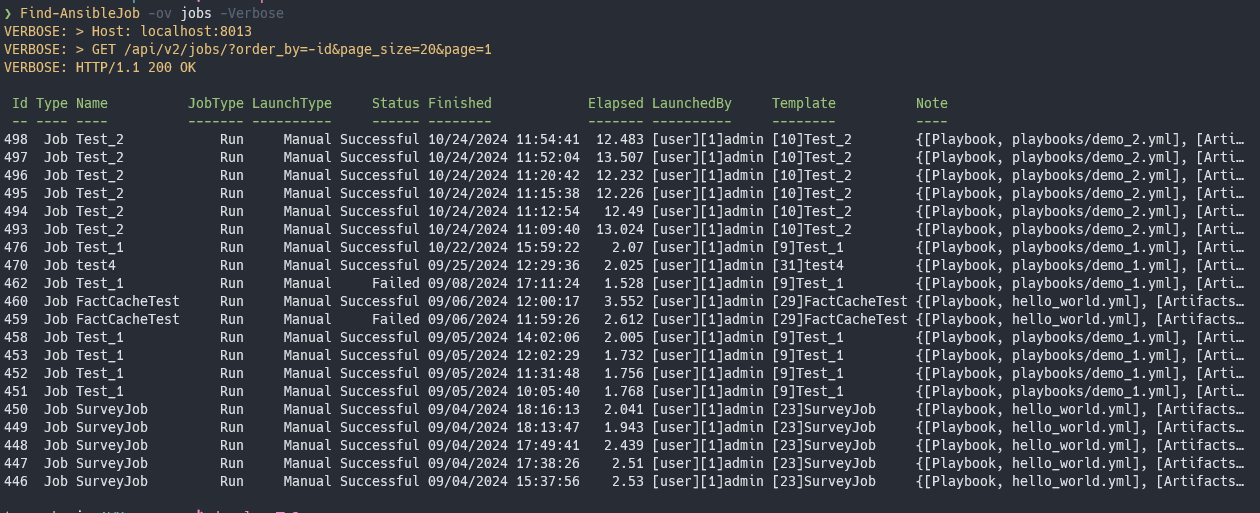 ❯ Find-AnsibleJob -ov jobs -Verbose
VERBOSE: > Host: localhost:8013
VERBOSE: > GET /api/v2/jobs/?order_by=-id&page_size=20&page=1
VERBOSE: HTTP/1.1 200 OK
Id Type Name JobType LaunchType Status Finished Elapsed LaunchedBy Template Note
-- ---- ---- ------- ---------- ------ -------- ------- ---------- -------- ----
498 Job Test_2 Run Manual Successful 10/24/2024 11:54:41 12.483 [user][1]admin [10]Test_2 {[Playbook, playbooks/demo_2.yml], [Arti…
497 Job Test_2 Run Manual Successful 10/24/2024 11:52:04 13.507 [user][1]admin [10]Test_2 {[Playbook, playbooks/demo_2.yml], [Arti…
496 Job Test_2 Run Manual Successful 10/24/2024 11:20:42 12.232 [user][1]admin [10]Test_2 {[Playbook, playbooks/demo_2.yml], [Arti…
495 Job Test_2 Run Manual Successful 10/24/2024 11:15:38 12.226 [user][1]admin [10]Test_2 {[Playbook, playbooks/demo_2.yml], [Arti…
494 Job Test_2 Run Manual Successful 10/24/2024 11:12:54 12.49 [user][1]admin [10]Test_2 {[Playbook, playbooks/demo_2.yml], [Arti…
493 Job Test_2 Run Manual Successful 10/24/2024 11:09:40 13.024 [user][1]admin [10]Test_2 {[Playbook, playbooks/demo_2.yml], [Arti…
476 Job Test_1 Run Manual Successful 10/22/2024 15:59:22 2.07 [user][1]admin [9]Test_1 {[Playbook, playbooks/demo_1.yml], [Arti…
470 Job test4 Run Manual Successful 09/25/2024 12:29:36 2.025 [user][1]admin [31]test4 {[Playbook, playbooks/demo_1.yml], [Arti…
462 Job Test_1 Run Manual Failed 09/08/2024 17:11:24 1.528 [user][1]admin [9]Test_1 {[Playbook, playbooks/demo_1.yml], [Arti…
460 Job FactCacheTest Run Manual Successful 09/06/2024 12:00:17 3.552 [user][1]admin [29]FactCacheTest {[Playbook, hello_world.yml], [Artifacts…
459 Job FactCacheTest Run Manual Failed 09/06/2024 11:59:26 2.612 [user][1]admin [29]FactCacheTest {[Playbook, hello_world.yml], [Artifacts…
458 Job Test_1 Run Manual Successful 09/05/2024 14:02:06 2.005 [user][1]admin [9]Test_1 {[Playbook, playbooks/demo_1.yml], [Arti…
453 Job Test_1 Run Manual Successful 09/05/2024 12:02:29 1.732 [user][1]admin [9]Test_1 {[Playbook, playbooks/demo_1.yml], [Arti…
452 Job Test_1 Run Manual Successful 09/05/2024 11:31:48 1.756 [user][1]admin [9]Test_1 {[Playbook, playbooks/demo_1.yml], [Arti…
451 Job Test_1 Run Manual Successful 09/05/2024 10:05:40 1.768 [user][1]admin [9]Test_1 {[Playbook, playbooks/demo_1.yml], [Arti…
450 Job SurveyJob Run Manual Successful 09/04/2024 18:16:13 2.041 [user][1]admin [23]SurveyJob {[Playbook, hello_world.yml], [Artifacts…
449 Job SurveyJob Run Manual Successful 09/04/2024 18:13:47 1.943 [user][1]admin [23]SurveyJob {[Playbook, hello_world.yml], [Artifacts…
448 Job SurveyJob Run Manual Successful 09/04/2024 17:49:41 2.439 [user][1]admin [23]SurveyJob {[Playbook, hello_world.yml], [Artifacts…
447 Job SurveyJob Run Manual Successful 09/04/2024 17:38:26 2.51 [user][1]admin [23]SurveyJob {[Playbook, hello_world.yml], [Artifacts…
446 Job SurveyJob Run Manual Successful 09/04/2024 15:37:56 2.53 [user][1]admin [23]SurveyJob {[Playbook, hello_world.yml], [Artifacts…